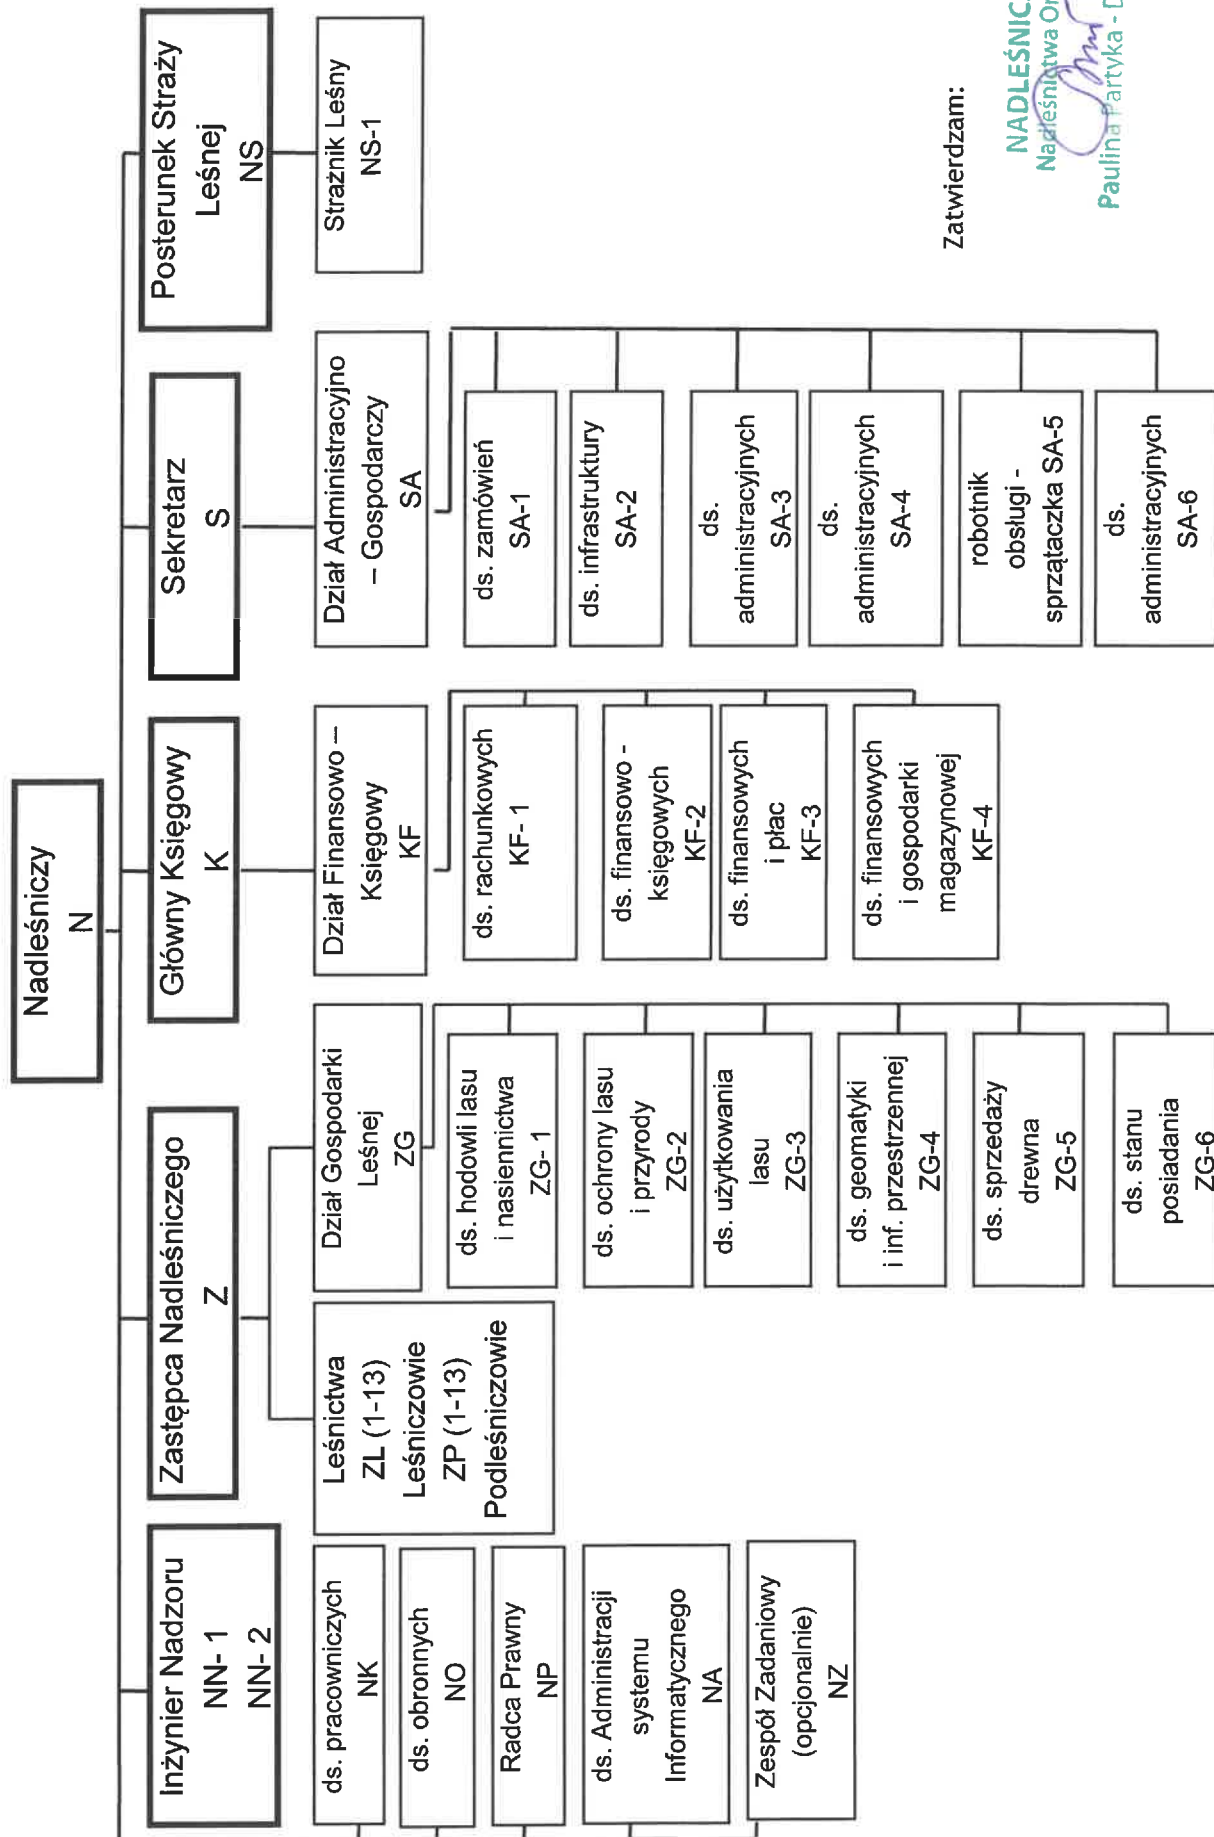 Nadleśniczy
N
Inżynier Nadzoru
NN- 1
NN- 2
Zastępca Nadleśniczego
Z
Główny Księgowy
K
Sekretarz
S
Posterunek Straży
Leśnej
NS
ds. pracowniczych
NK
ds. obronnych
NO
Radca Prawny
NP
ds. Administracji
systemu
Informatycznego
NA
Zespół Zadaniowy
(opcjonalnie)
NZ
Leśnictwa
ZL (1-13)
Leśniczowie
ZP (1-13)
Podleśniczowie
Dział Gospodarki
Leśnej
ZG
ds. hodowli lasu
i nasiennictwa
ZG- 1
ds. ochrony lasu
i przyrody
ZG-2
ds. użytkowania
lasu
ZG-3
ds. geomatyki
i inf. przestrzennej
ZG-4
ds. sprzedaży
drewna
ZG-5
ds. stanu
posiadania
ZG-6
Dział Finansowo –
Księgowy
KF
ds. rachunkowych
KF- 1
ds. finansowo -
księgowych
KF-2
ds. finansowych
i płac
KF-3
ds. finansowych
i gospodarki
magazynowej
KF-4
Dział Administracyjno
– Gospodarczy
SA
ds. zamówień
SA-1
ds. infrastruktury
SA-2
ds.
administracyjnych
SA-3
ds.
administracyjnych
SA-4
robotnik
obsługi -
sprzątaczka SA-5
ds.
administracyjnych
SA-6
Strażnik Leśny
NS-1
Zatwierdzam:
NADLEŚNIC
Nadleśnictwa
Paulina Partyka -